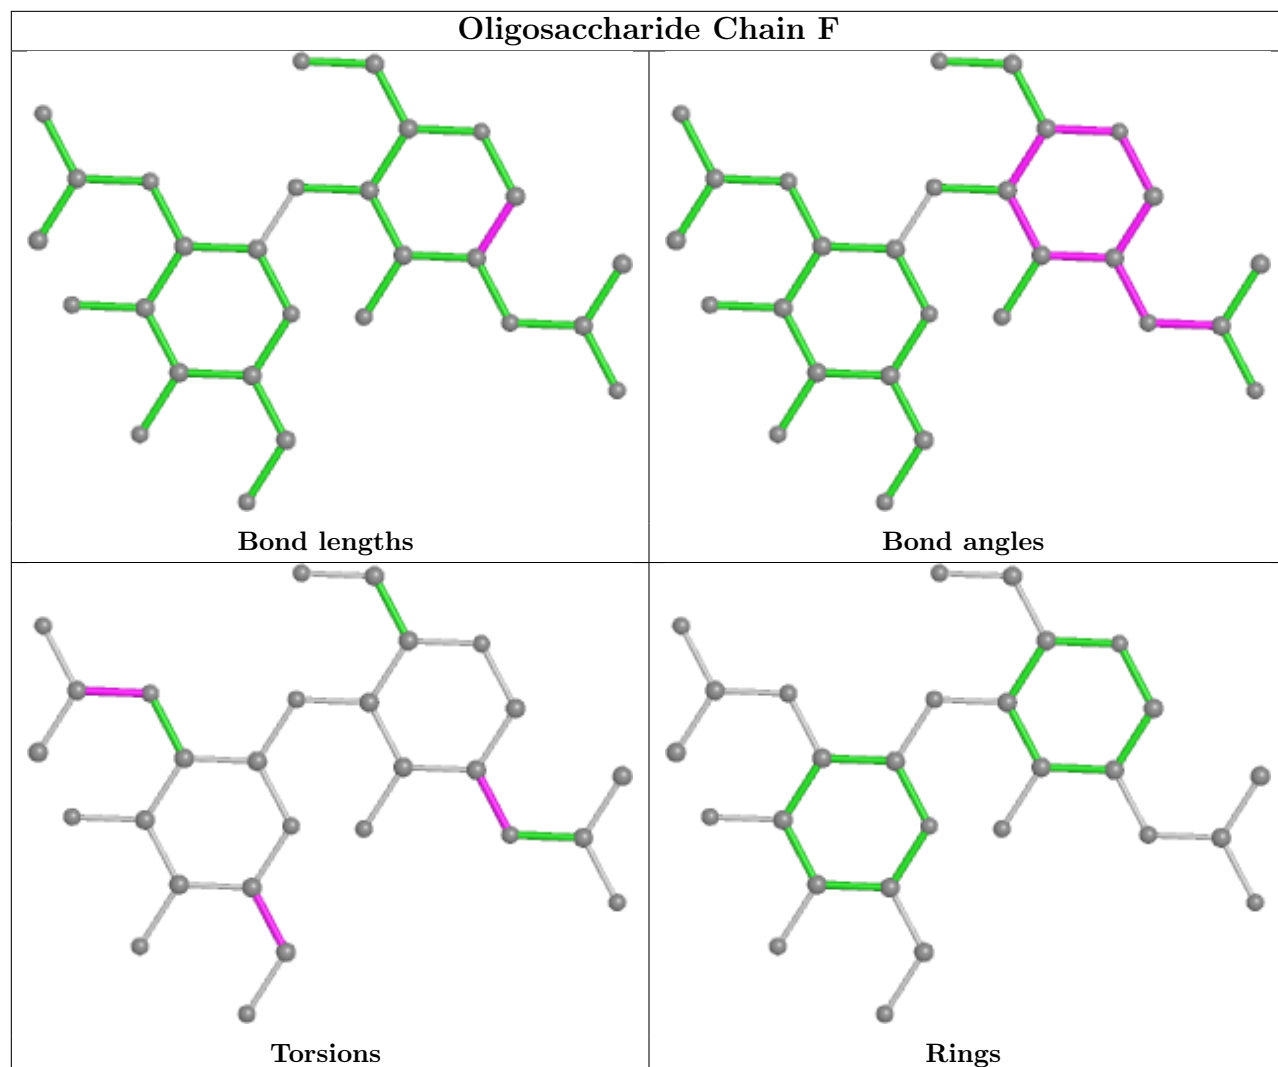 Oligosaccharide Chain F
Bond lengths
Bond angles
Torsions
Rings